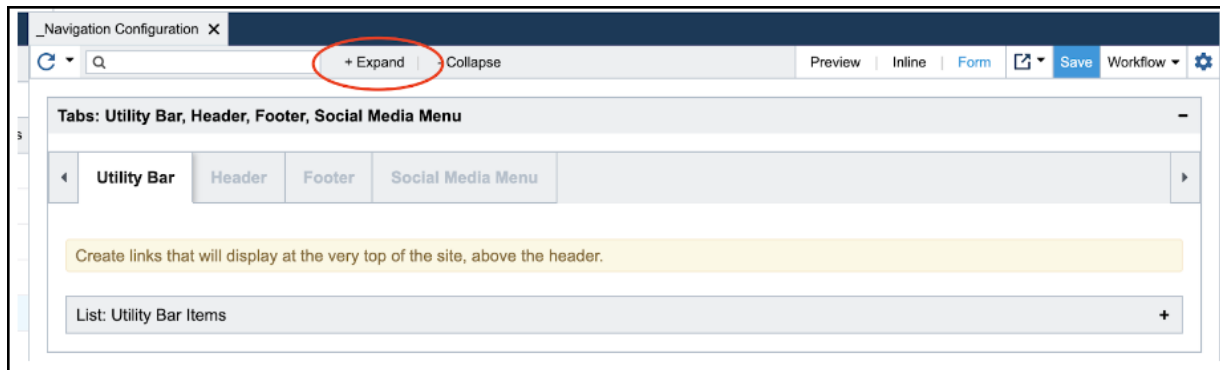 _Navigation Configuration X
+ Expand | - Collapse Preview | Inline | Form Save Workflow
Tabs: Utility Bar, Header, Footer, Social Media Menu −
s
Utility Bar Header Footer Social Media Menu
Create links that will display at the very top of the site, above the header.
List: Utility Bar Items +